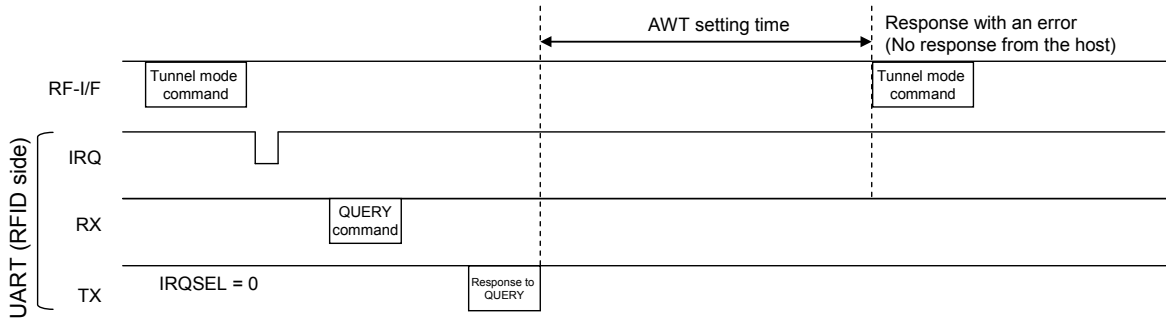 AWT setting time
Response with an error
(No response from the host)
RF-I/F
Tunnel mode
command
Tunnel mode
command
UART (RFID side)
IRQ
RX
QUERY
command
TX
IRQSEL = 0
Response to
QUERY